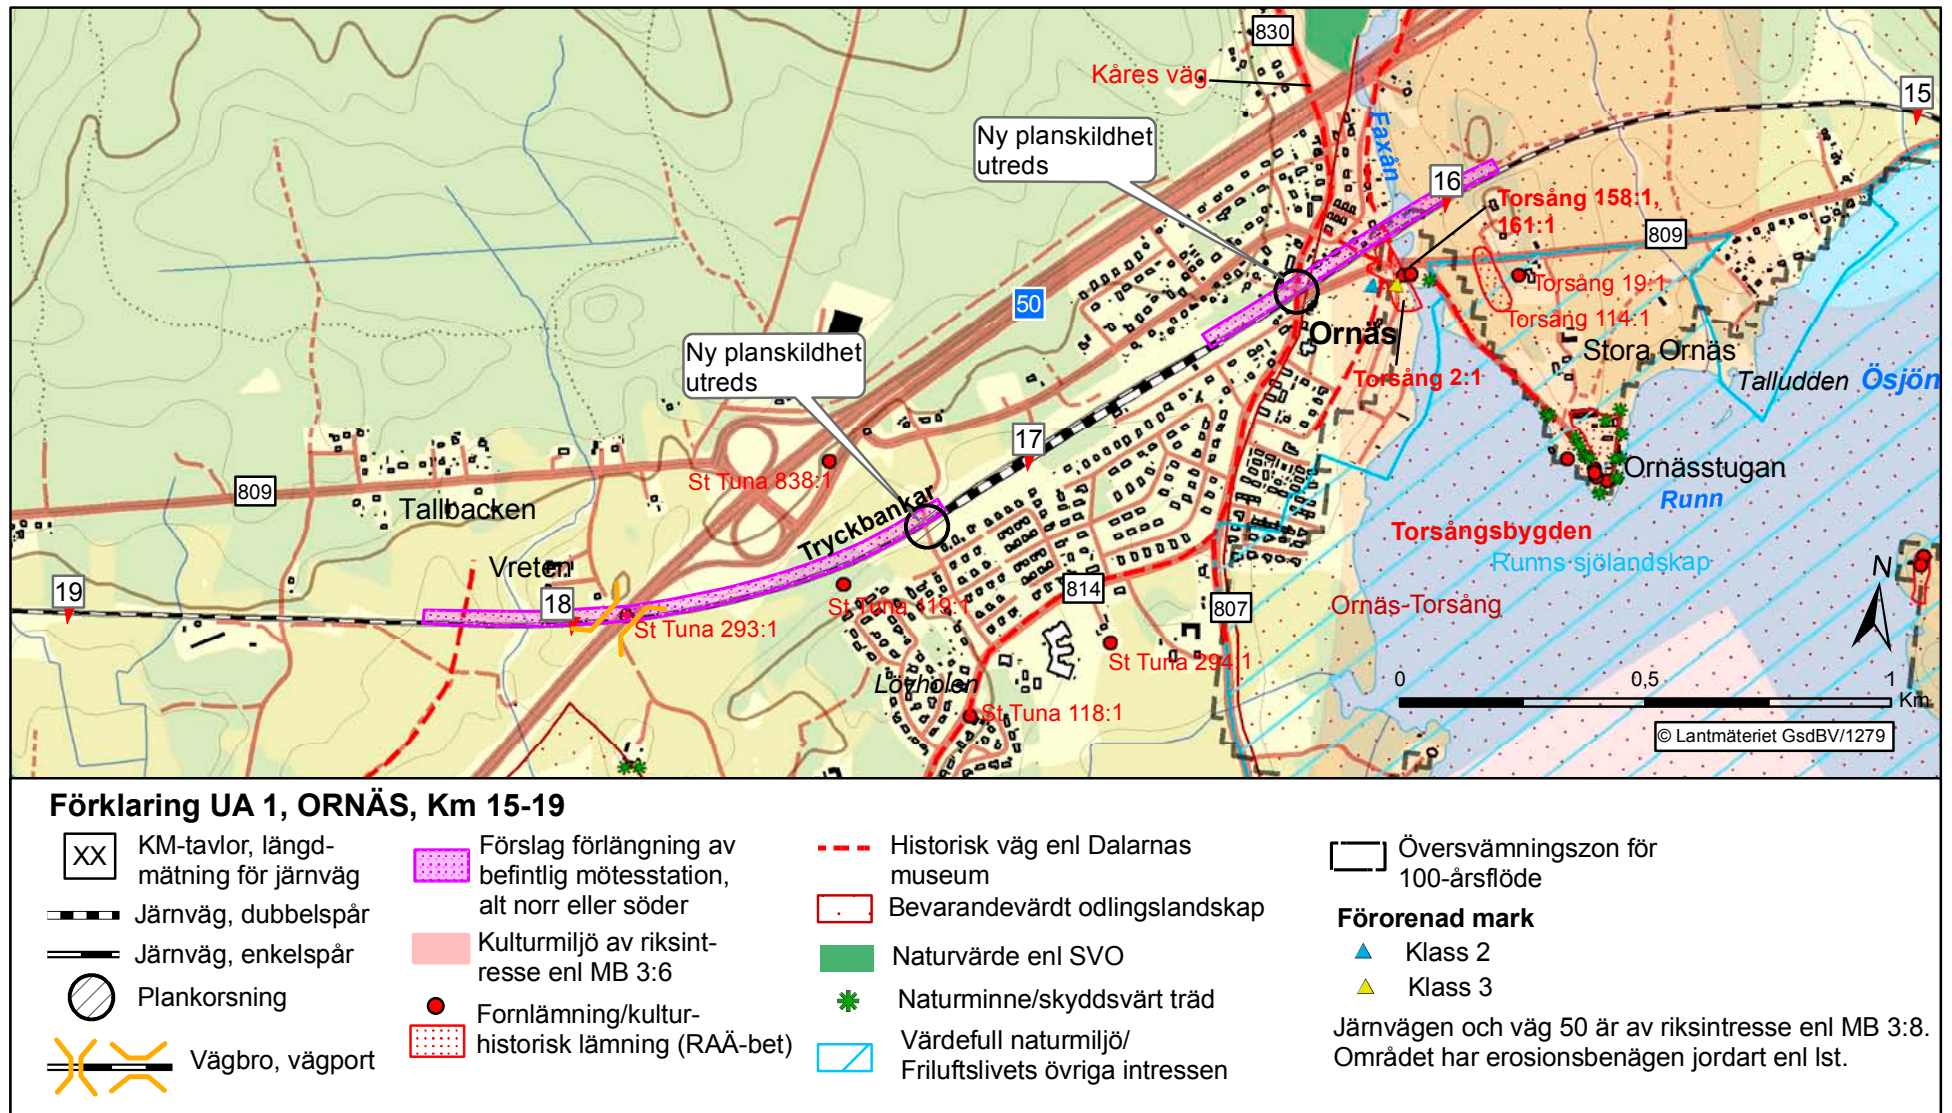 830
Kåres väg
15
Ny planskildhet
utreds
Faxån
16
Torsång 158:1,
161:1
809
50
Torsång 19:1
Torsång 114:1
Ornäs
Stora Ornäs
Ny planskildhet
utreds
Torsång 2:1
Talludden
Ösjön
17
St Tuna 838:1
809
Tallbacken
Tryckbankar
Ornässtugan
Runn
Torsångsbygden
Runns sjölandskap
N
Vreten
19
18
814
807
Ornäs-Torsång
St Tuna 119:1
St Tuna 293:1
St Tuna 294:1
Lövholen
St Tuna 118:1
0
0,5
1
Km
© Lantmäteriet GsdBV/1279
Förklaring UA 1, ORNÄS, Km 15-19
XX
KM-tavlor, längd-
mätning för järnväg
Järnväg, dubbelspår
Järnväg, enkelspår
Plankorsning
Vägbro, vägport
Förslag förlängning av
befintlig mötesstation,
alt norr eller söder
Kulturmiljö av riksint-
resse enl MB 3:6
Fornlämning/kultur-
historisk lämning (RAÄ-bet)
Historisk väg enl Dalarnas
museum
Bevarandevärdt odlingslandskap
Naturvärde enl SVO
Naturminne/skyddsvärt träd
Värdefull naturmiljö/
Friluftslivets övriga intressen
Översvämningszon för
100-årsflöde
Förorenad mark
Klass 2
Klass 3
Järnvägen och väg 50 är av riksintresse enl MB 3:8.
Området har erosionsbenägen jordart enl lst.